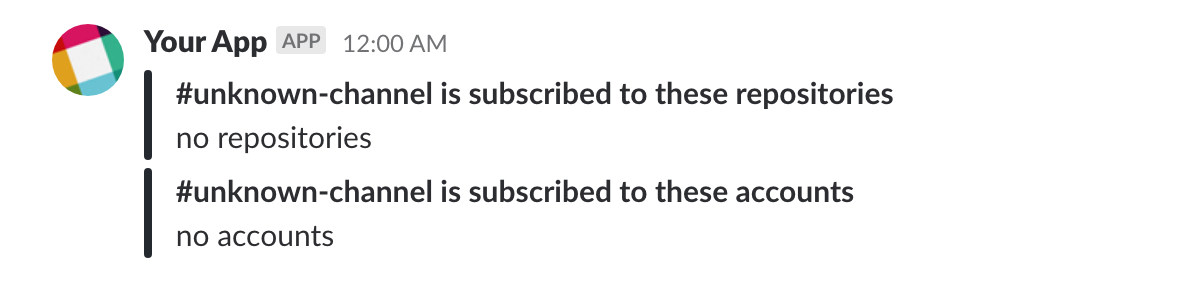 Your App APP 12:00 AM
#unknown-channel is subscribed to these repositories
no repositories
#unknown-channel is subscribed to these accounts
no accounts